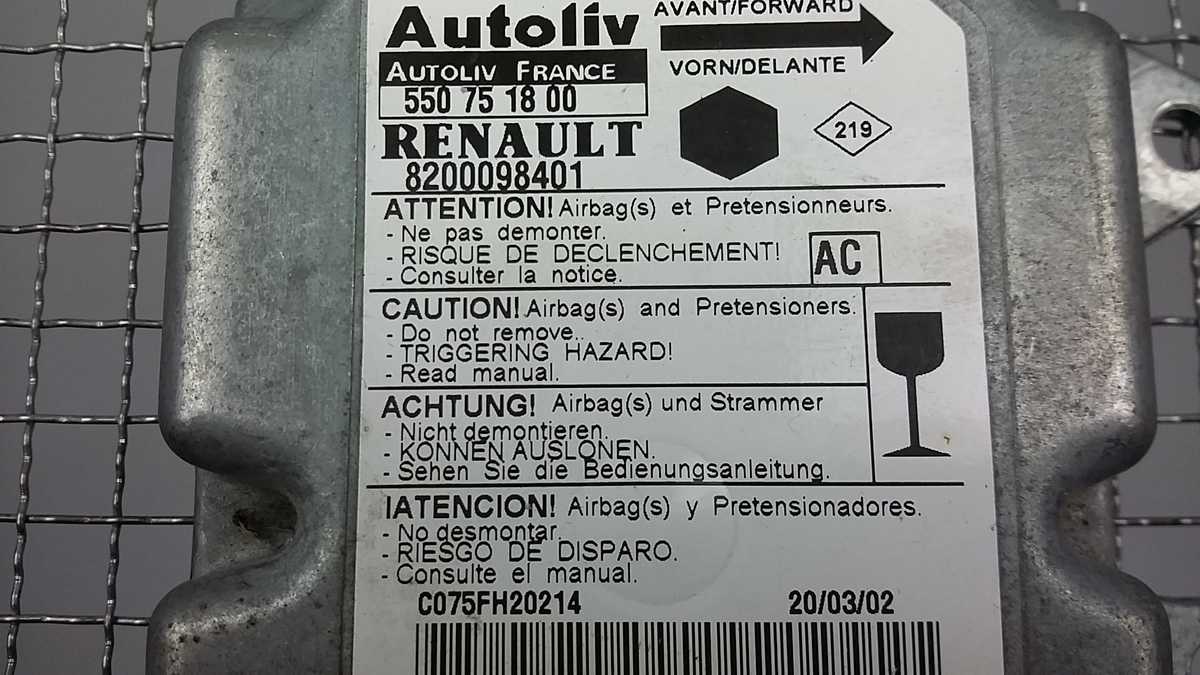 Autoliv
AVANT/FORWARD
AUTOLIV FRANCE
VORN/DELANTE
550 75 18 00
219
RENAULT
8200098401
ATTENTION! Airbag(s) et Pretensionneurs.
- Ne pas demonter.
- RISQUE DE DECLENCHEMENT!
- Consulter la notice.
AC
CAUTION! Airbag(s) and Pretensioners.
- Do not remove..
- TRIGGERING HAZARD!
- Read manual.
ACHTUNG! Airbag(s) und Strammer
- Nicht demontieren.
- KONNEN AUSLONEN.
- Sehen Sie die Bedienungsanleitung.
IATENCION! Airbag(s) y Pretensionadores.
- No desmontar.
- RIESGO DE DISPARO.
- Consulte el manual.
C075FH20214 20/03/02